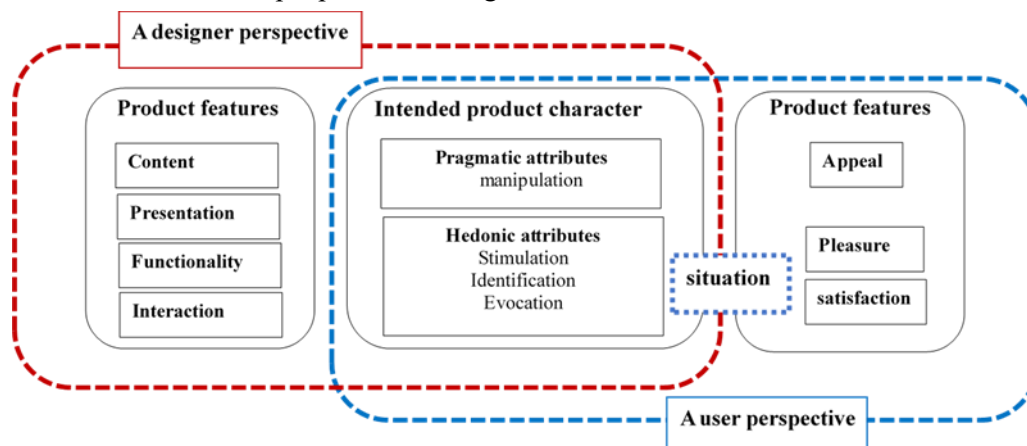 A designer perspective
Product features
Content
Presentation
Functionality
Interaction
Intended product character
Pragmatic attributes
manipulation
Hedonic attributes
Stimulation
Identification
Evocation
situation
Product features
Appeal
Pleasure
satisfaction
A user perspective